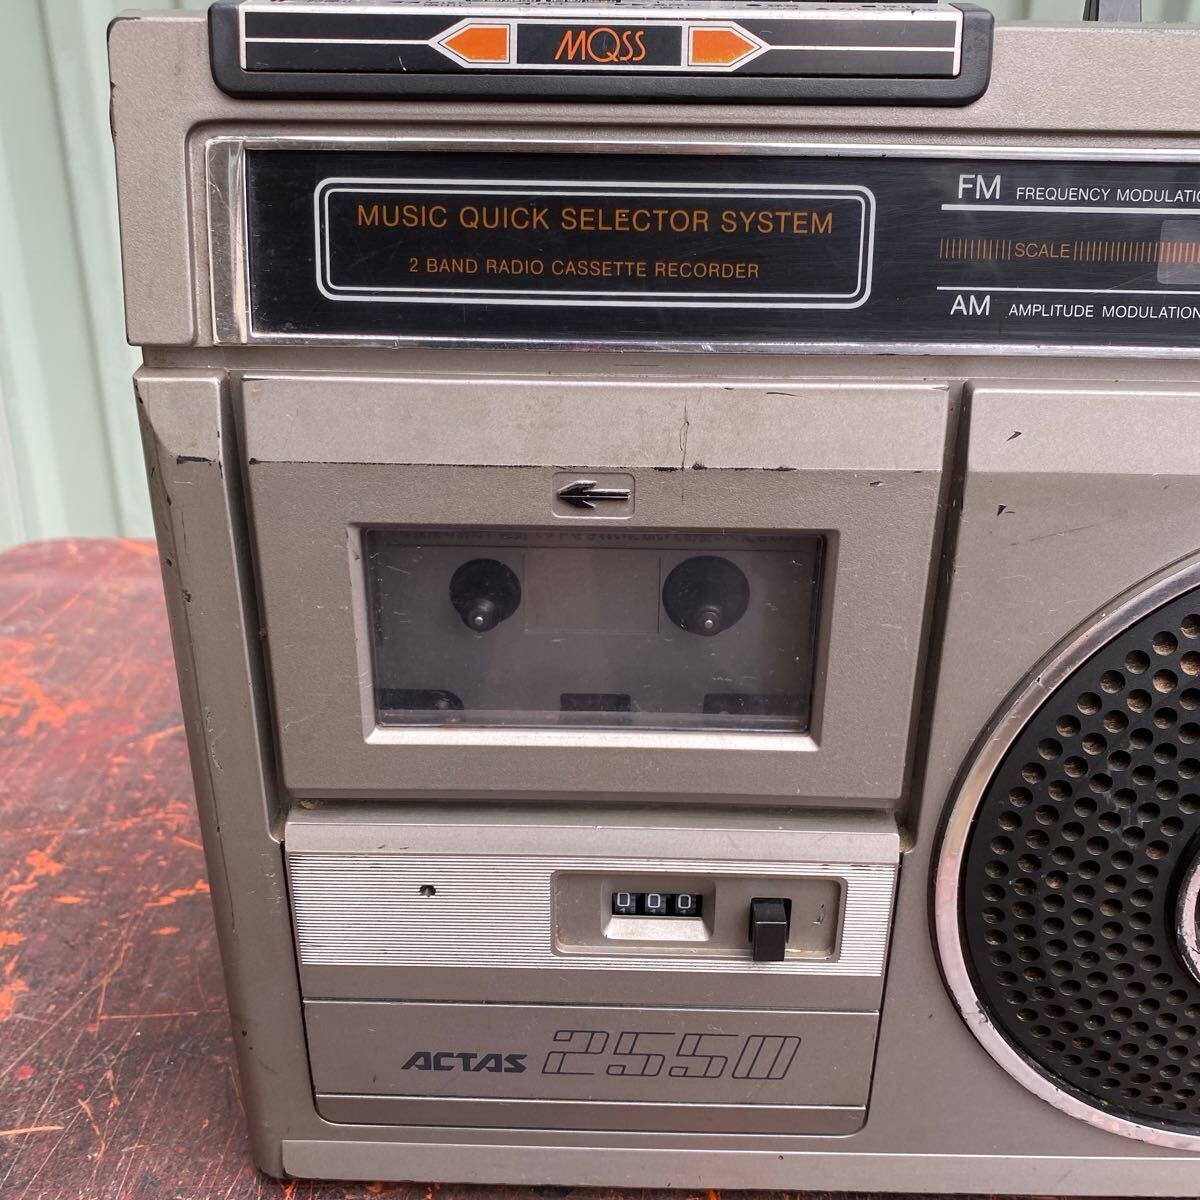 MQSS
MUSIC QUICK SELECTOR SYSTEM
2 BAND RADIO CASSETTE RECORDER
FM FREQUENCY MODULATIO
SCALE
AM AMPLITUDE MODULATION
000
ACTAS 2550